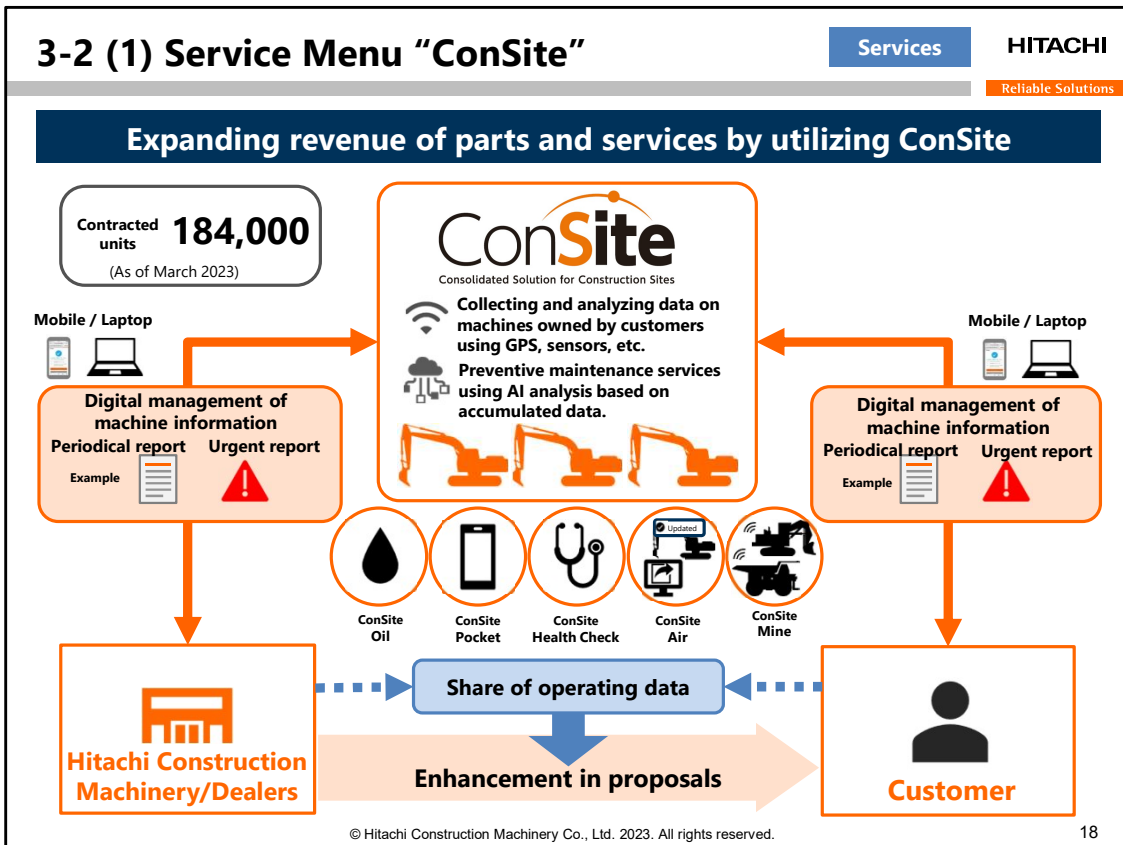 3-2 (1) Service Menu “ConSite”
Services
HITACHI
Reliable Solutions
Expanding revenue of parts and services by utilizing ConSite
Contracted units 184,000
(As of March 2023)
ConSite
Consolidated Solution for Construction Sites
Collecting and analyzing data on
machines owned by customers
using GPS, sensors, etc.
Preventive maintenance services
using AI analysis based on
accumulated data.
Mobile / Laptop
Digital management of
machine information
Periodical report Urgent report
Example
Mobile / Laptop
Digital management of
machine information
Periodical report Urgent report
Example
Updated
ConSite
Oil
ConSite
Pocket
ConSite
Health Check
ConSite
Air
ConSite
Mine
Hitachi Construction
Machinery/Dealers
Share of operating data
Enhancement in proposals
Customer
© Hitachi Construction Machinery Co., Ltd. 2023. All rights reserved.
18